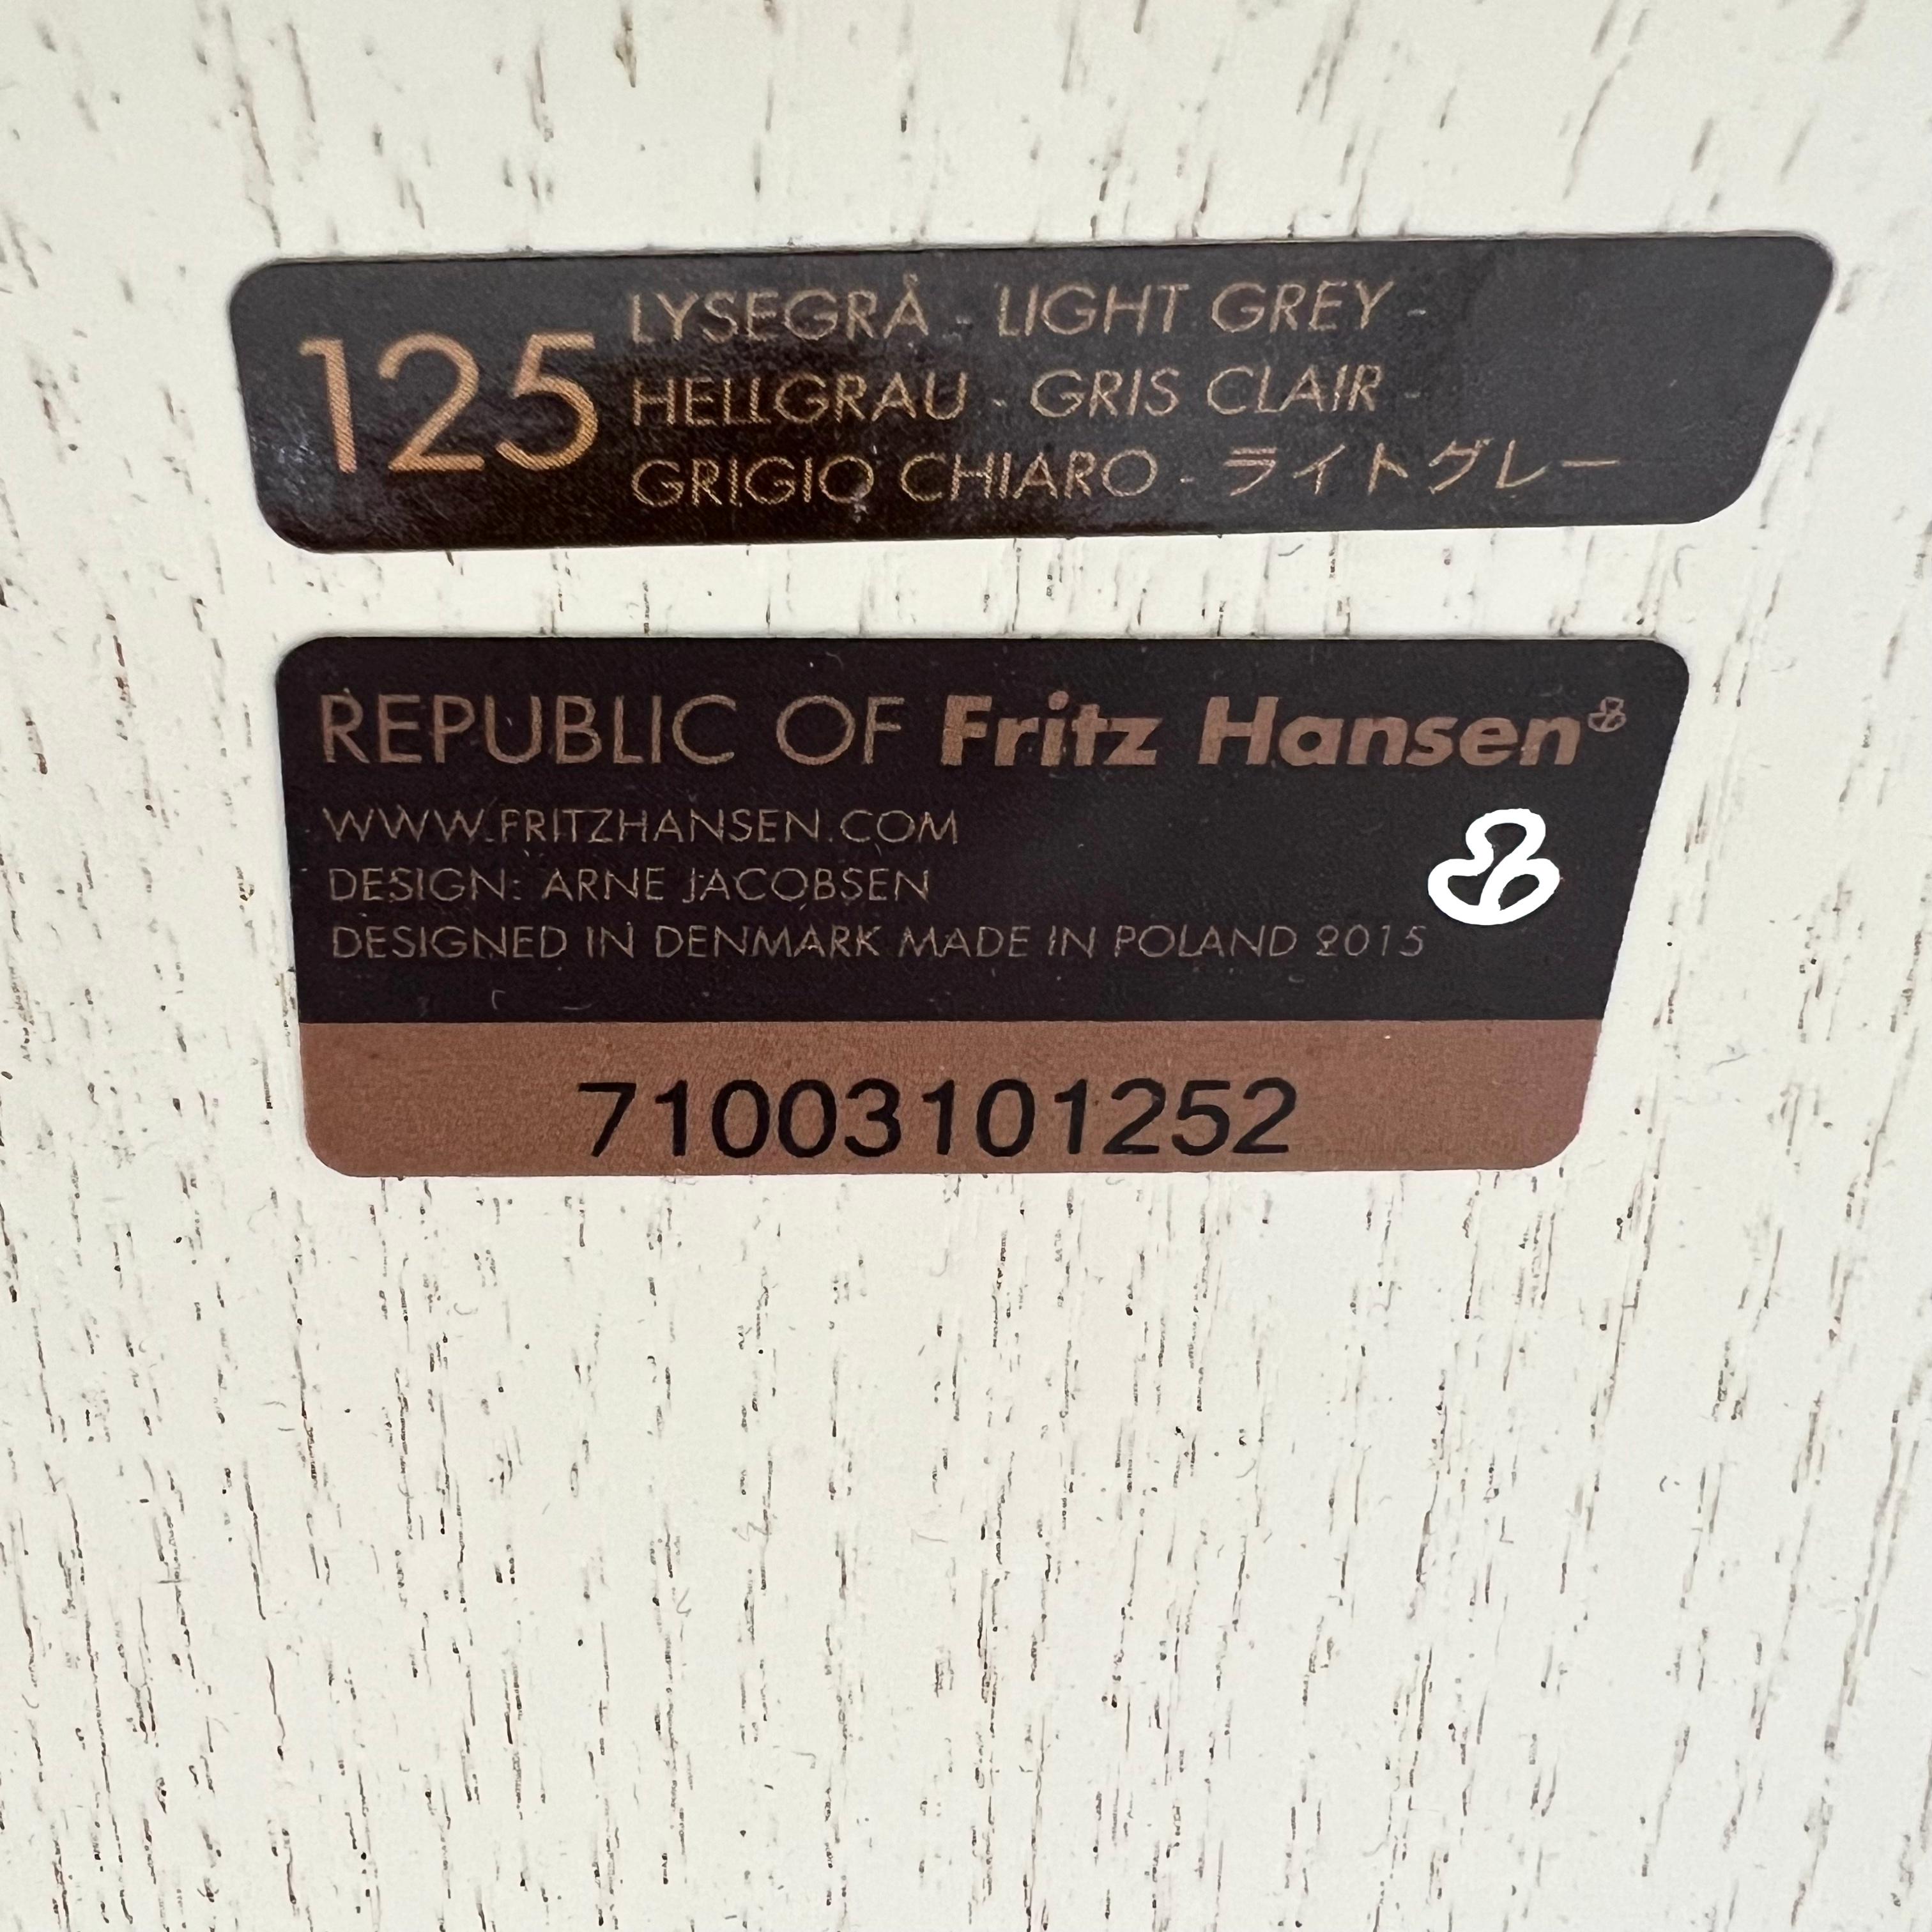 125
LYSEGRÅ - LIGHT GREY -
HELLGRAU - GRIS CLAIR -
GRIGIO CHIARO - ライトグレー
REPUBLIC OF Fritz Hansen
WWW.FRITZHANSEN.COM
DESIGN: ARNE JACOBSEN
DESIGNED IN DENMARK MADE IN POLAND 2015
71003101252